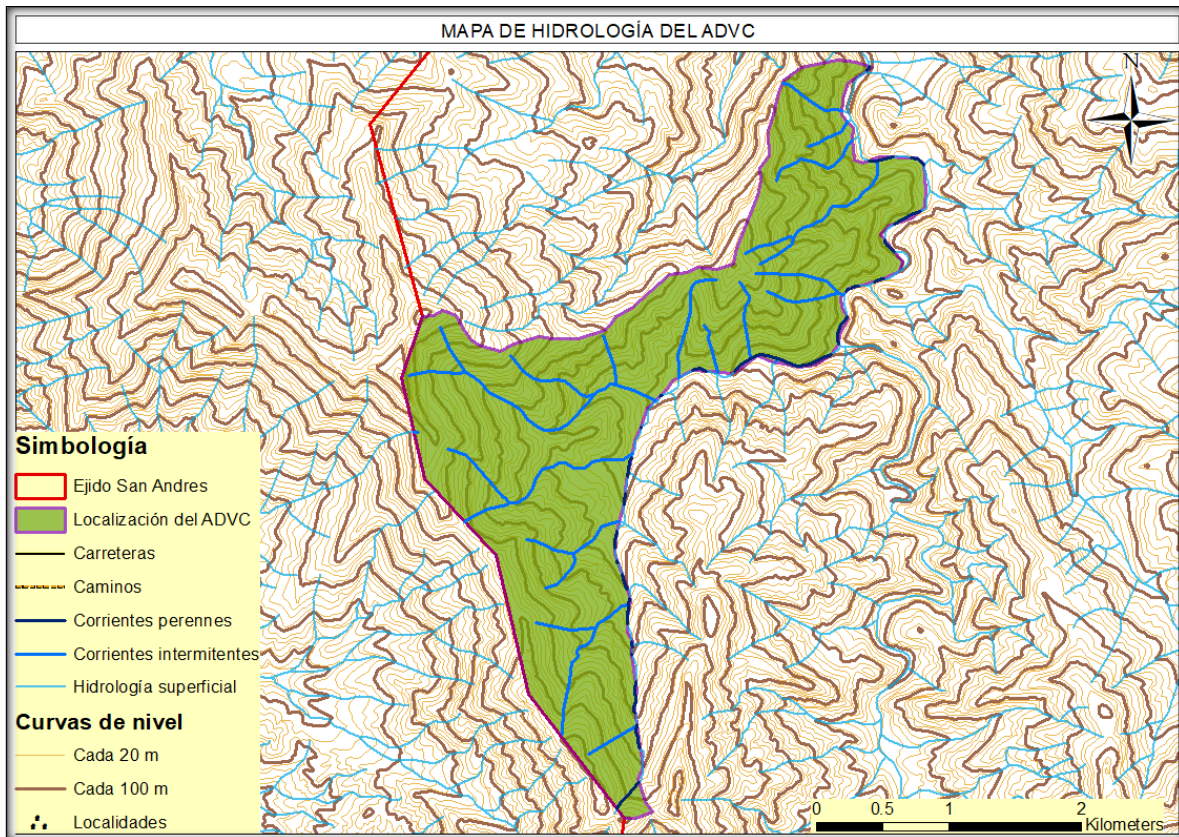 MAPA DE HIDROLOGÍA DEL ADVC
N
Simbología
Ejido San Andres
Localización del ADVC
Carreteras
Caminos
Corrientes perennes
Corrientes intermitentes
Hidrología superficial
Curvas de nivel
Cada 20 m
Cada 100 m
Localidades
0 0.5 1 2
Kilometers